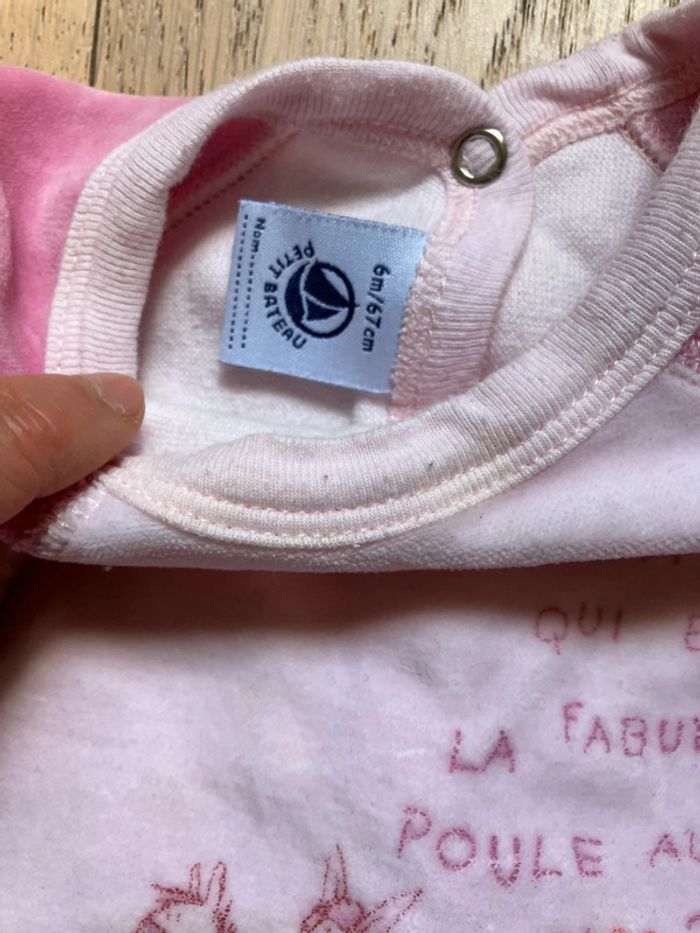 Nom
PETIT BATEAU
6m/67cm
QUI
LA
POULE